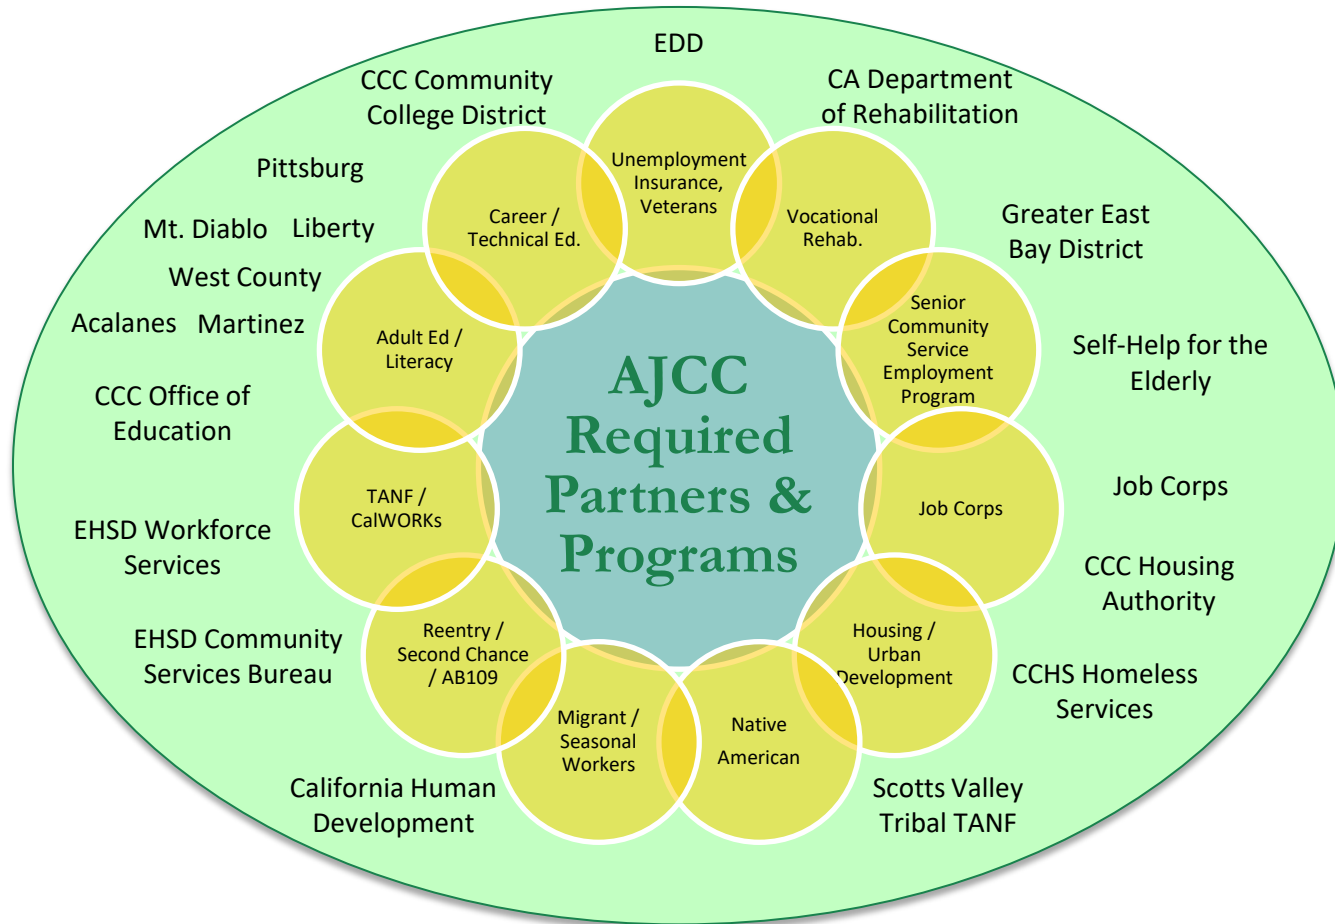 EDD
CCC Community
College District
CA Department
of Rehabilitation
Pittsburg
Mt. Diablo
Liberty
West County
Acalanes
Martinez
CCC Office of
Education
EHSD Workforce
Services
EHSD Community
Services Bureau
California Human
Development
Greater East
Bay District
Self-Help for the
Elderly
Job Corps
CCC Housing
Authority
CCHS Homeless
Services
Scotts Valley
Tribal TANF
Unemployment
Insurance,
Veterans
Vocational
Rehab.
Senior
Community
Service
Employment
Program
Job Corps
Housing /
Urban
Development
Native
American
Migrant /
Seasonal
Workers
Reentry /
Second Chance
/ AB109
TANF /
CalWORKs
Adult Ed /
Literacy
Career /
Technical Ed.
AJCC
Required
Partners &
Programs